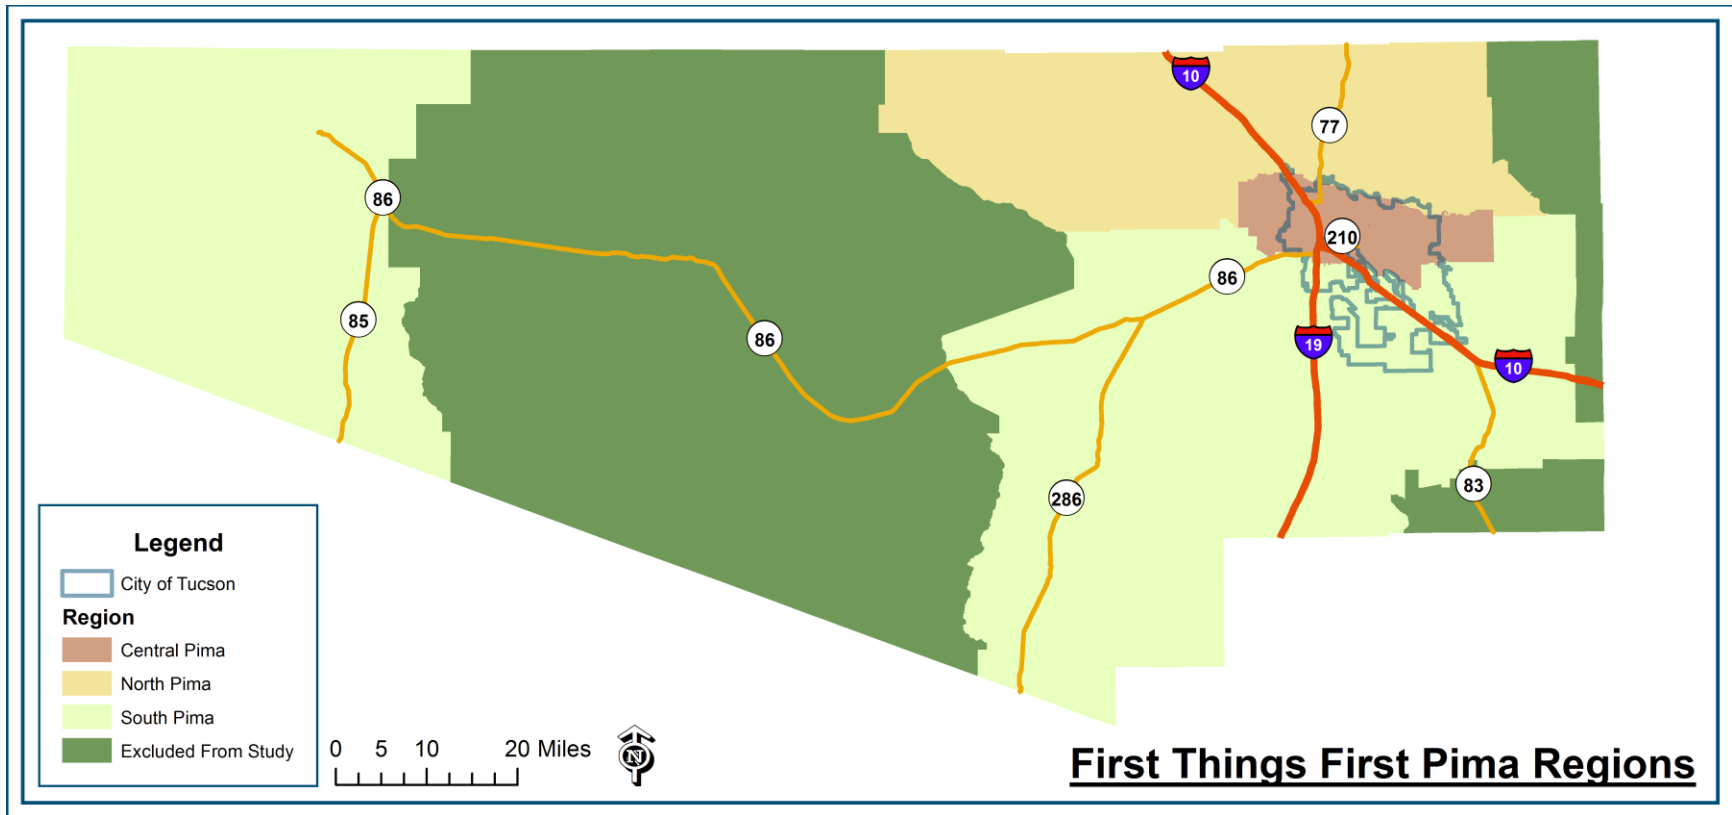 10
77
86
210
86
85
86
19
10
286
83
Legend
City of Tucson
Region
Central Pima
North Pima
South Pima
Excluded From Study
0 5 10 20 Miles
N
First Things First Pima Regions